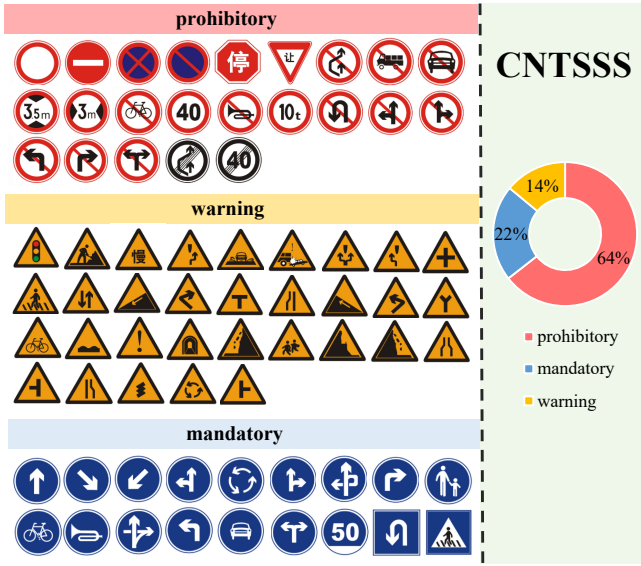 prohibitory
停
让
3.5m
3m
40
10t
40
warning
慢
mandatory
50
CNTSSS
14%
22%
64%
prohibitory
mandatory
warning